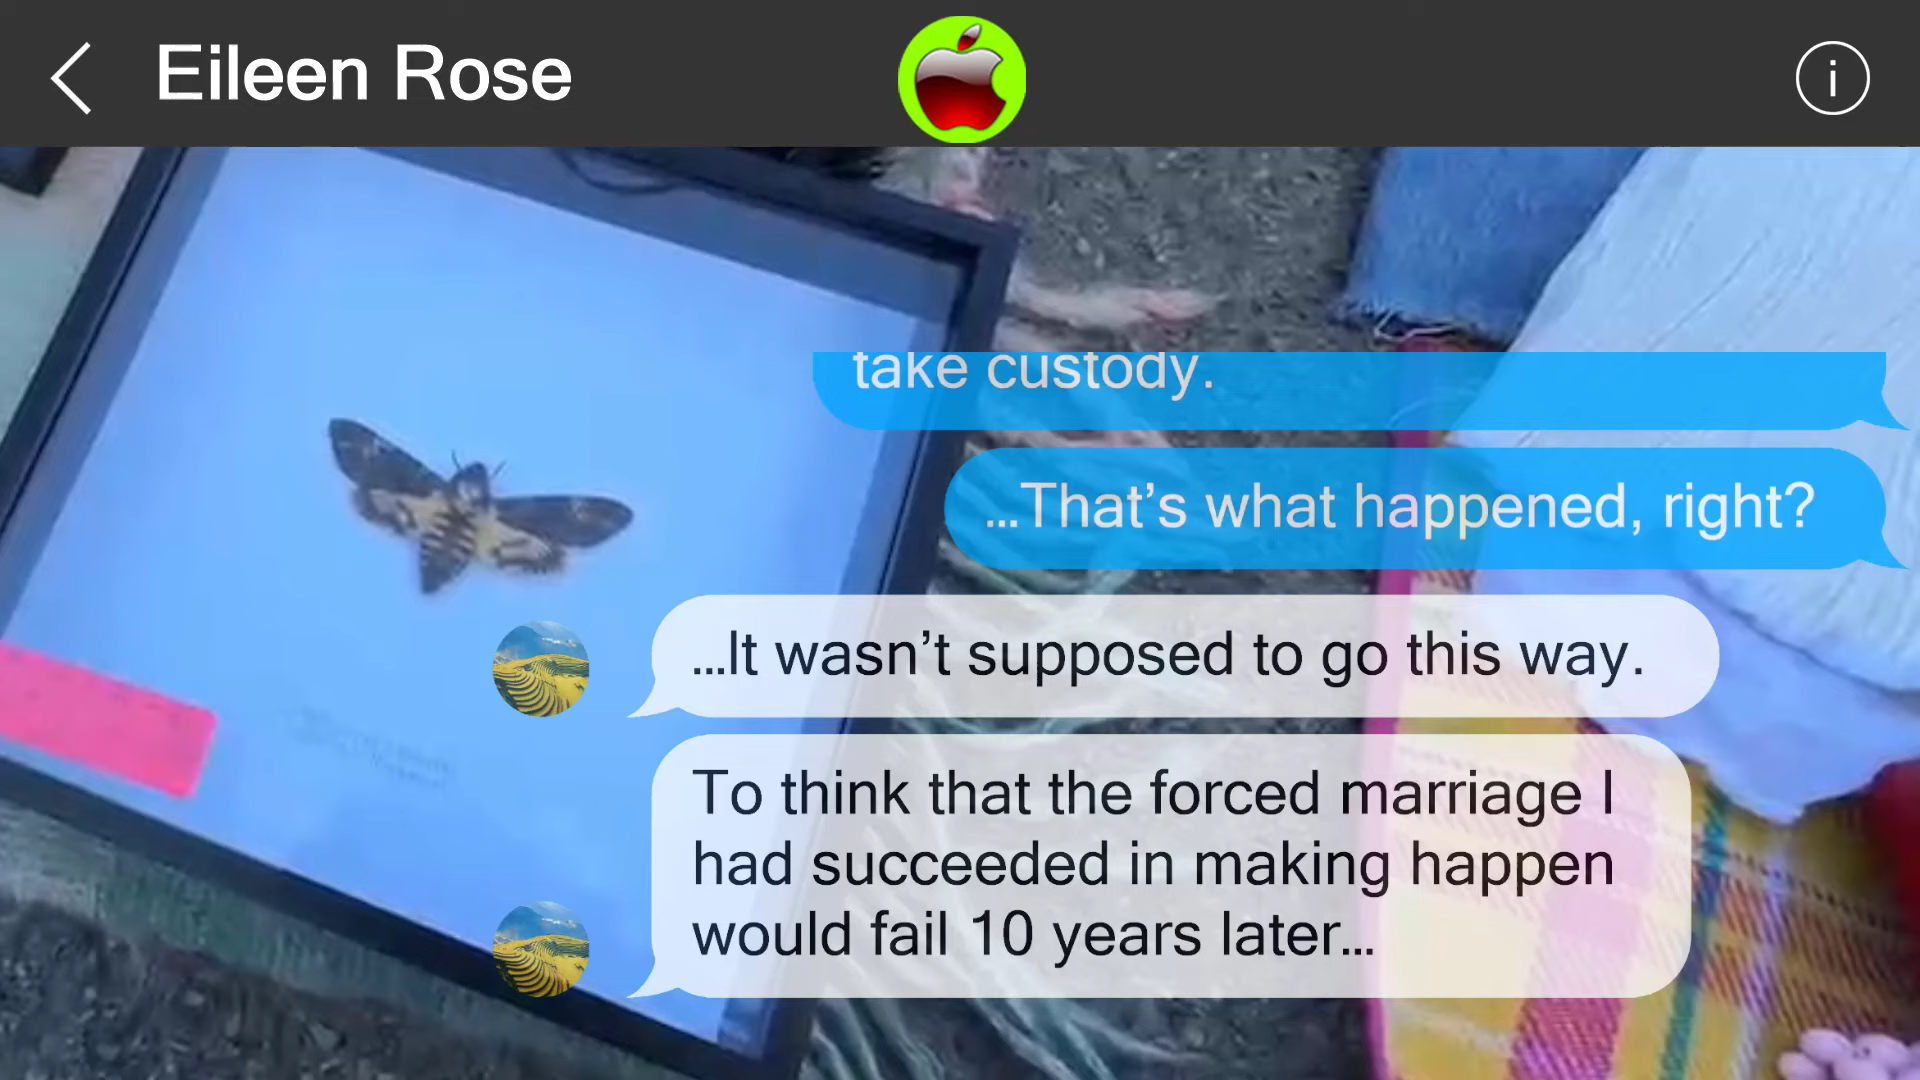 Eileen Rose
i
take custody.
...That's what happened, right?
...It wasn't supposed to go this way.
To think that the forced marriage I
had succeeded in making happen
would fail 10 years later...